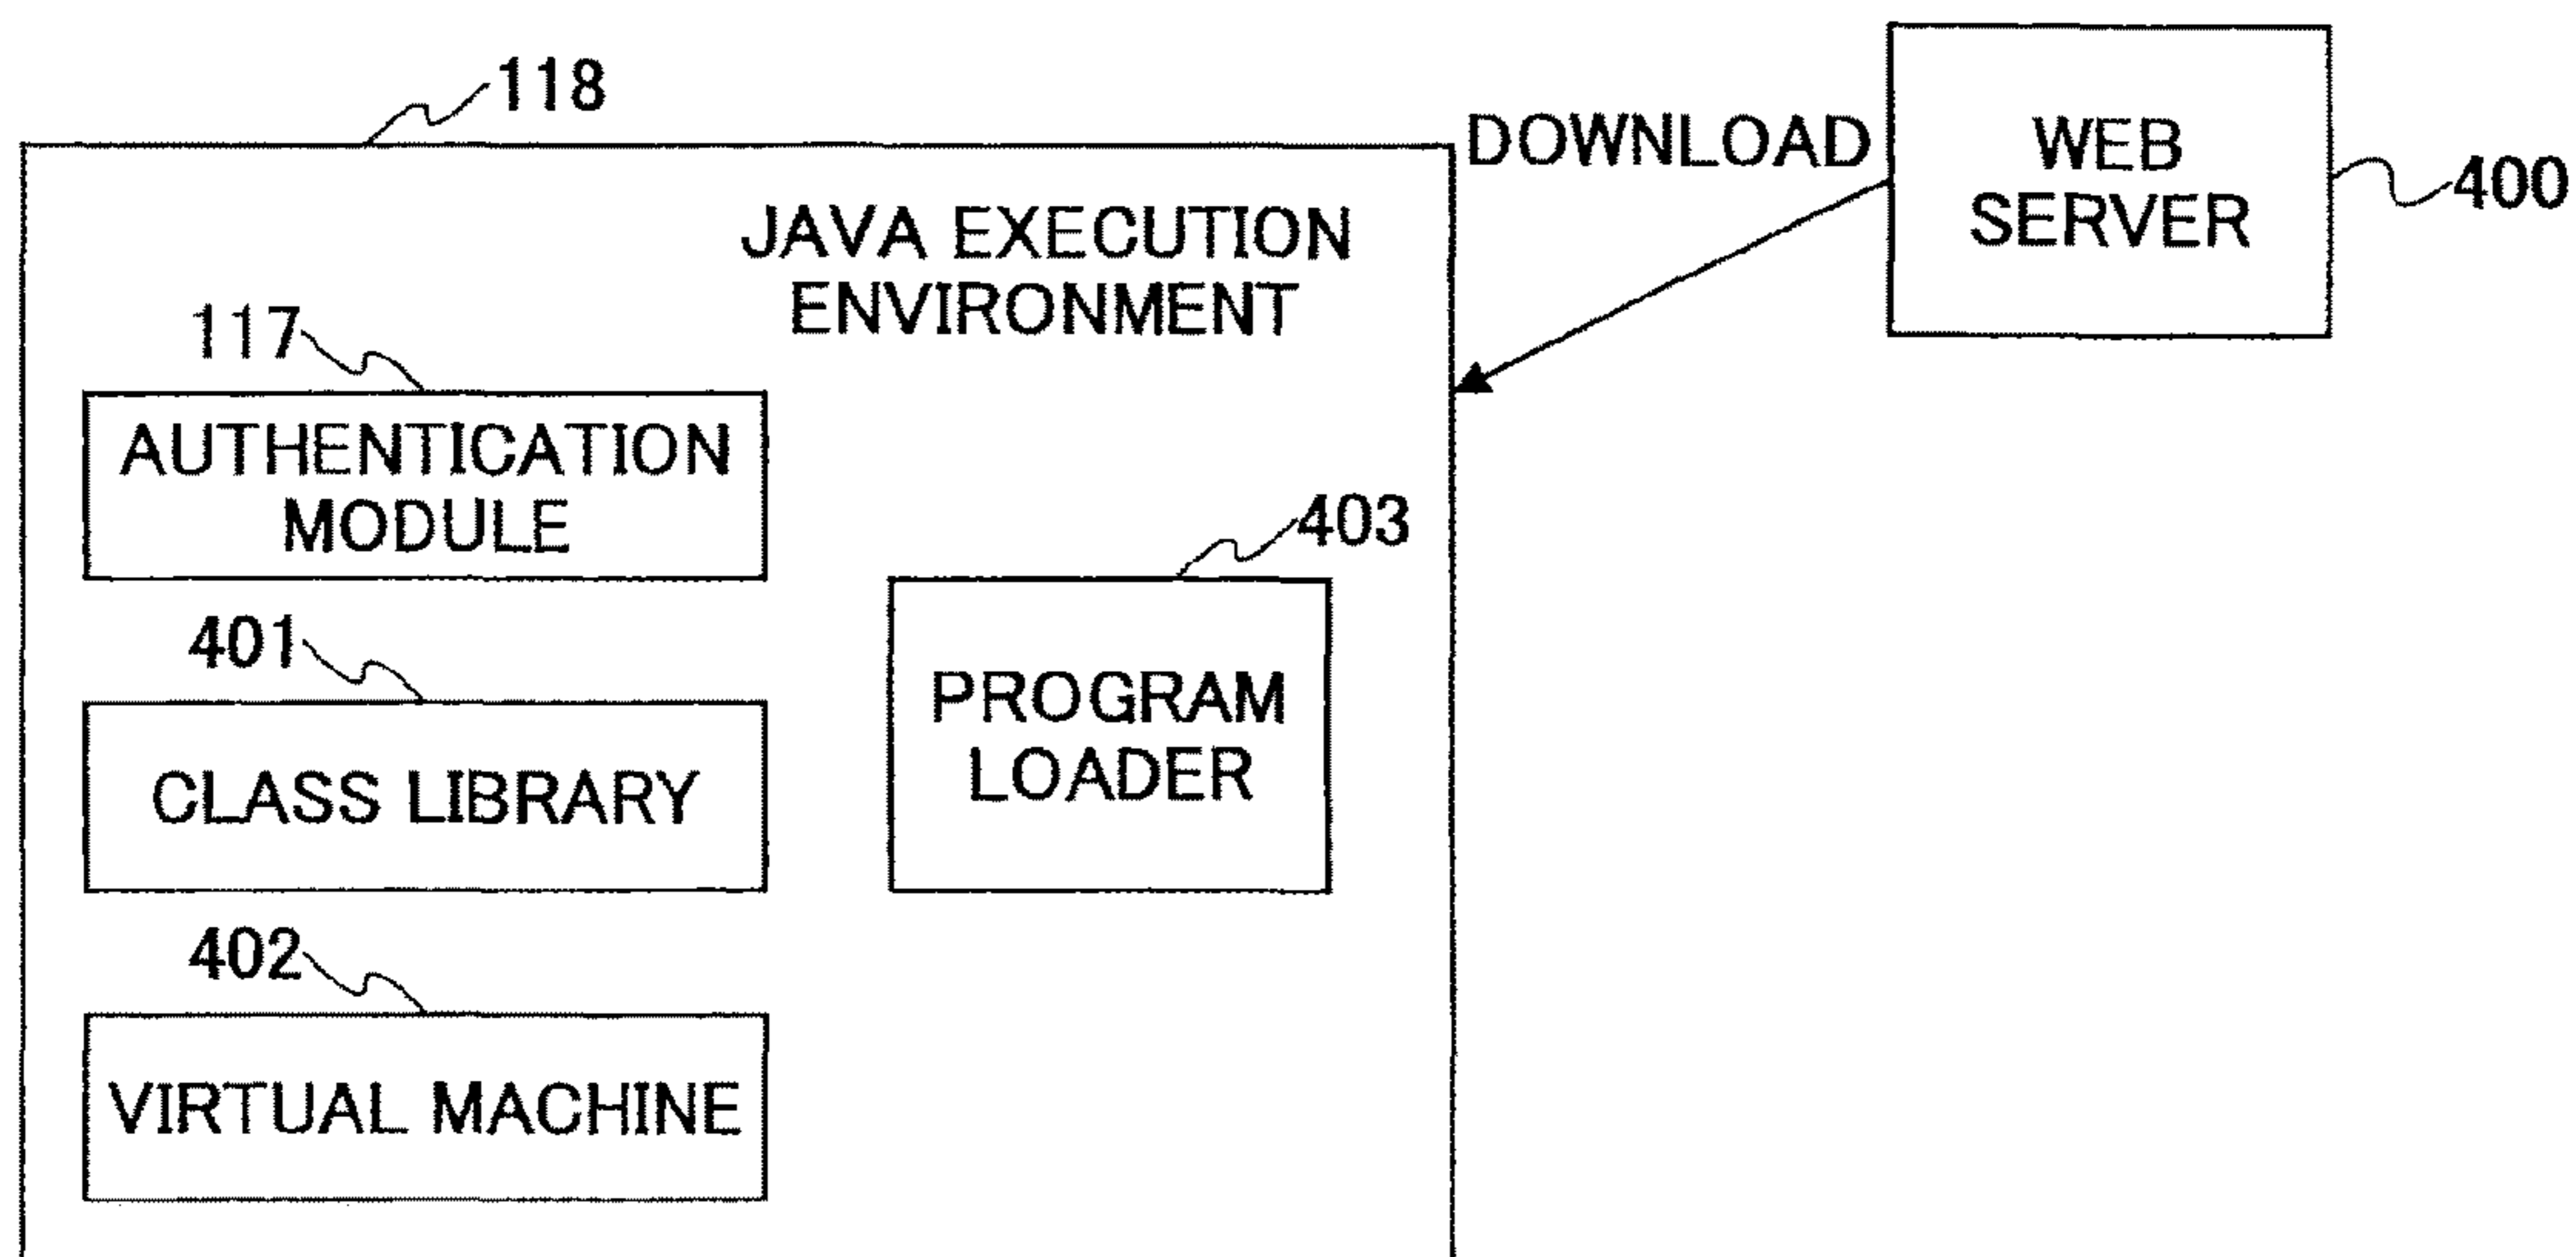 118
DOWNLOAD
WEB
SERVER
400
JAVA EXECUTION
ENVIRONMENT
117
AUTHENTICATION
MODULE
403
PROGRAM
LOADER
401
CLASS LIBRARY
402
VIRTUAL MACHINE